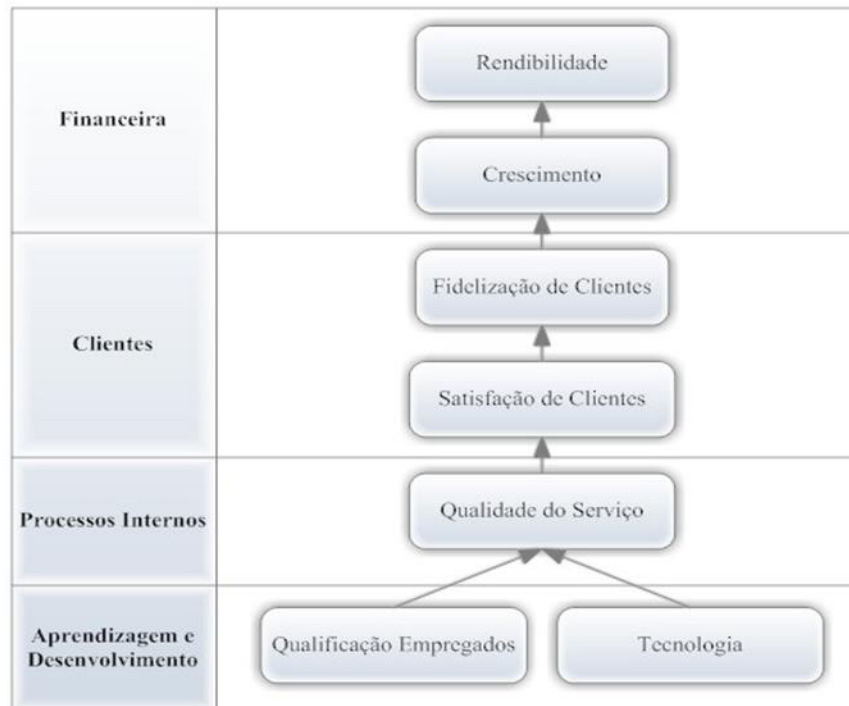 Financeira
Rendibilidade
Crescimento
Clientes
Fidelização de Clientes
Satisfação de Clientes
Processos Internos
Qualidade do Serviço
Aprendizagem e
Desenvolvimento
Qualificação Empregados
Tecnologia